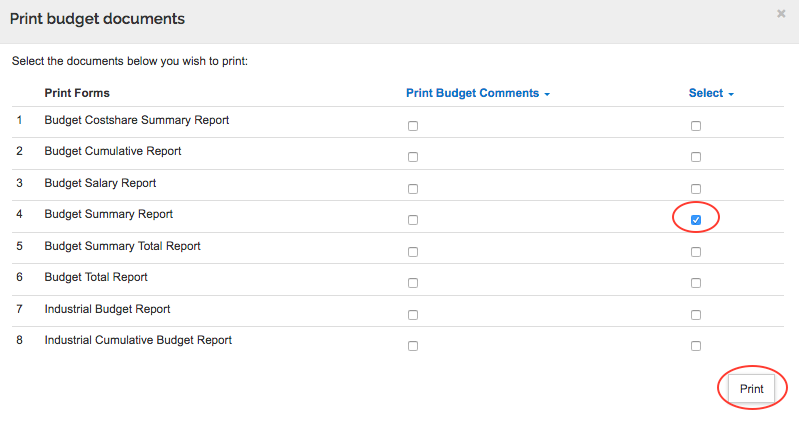 Print budget documents ×
Select the documents below you wish to print:
Print Forms Print Budget Comments Select
1 Budget Costshare Summary Report
2 Budget Cumulative Report
3 Budget Salary Report
4 Budget Summary Report
5 Budget Summary Total Report
6 Budget Total Report
7 Industrial Budget Report
8 Industrial Cumulative Budget Report
Print